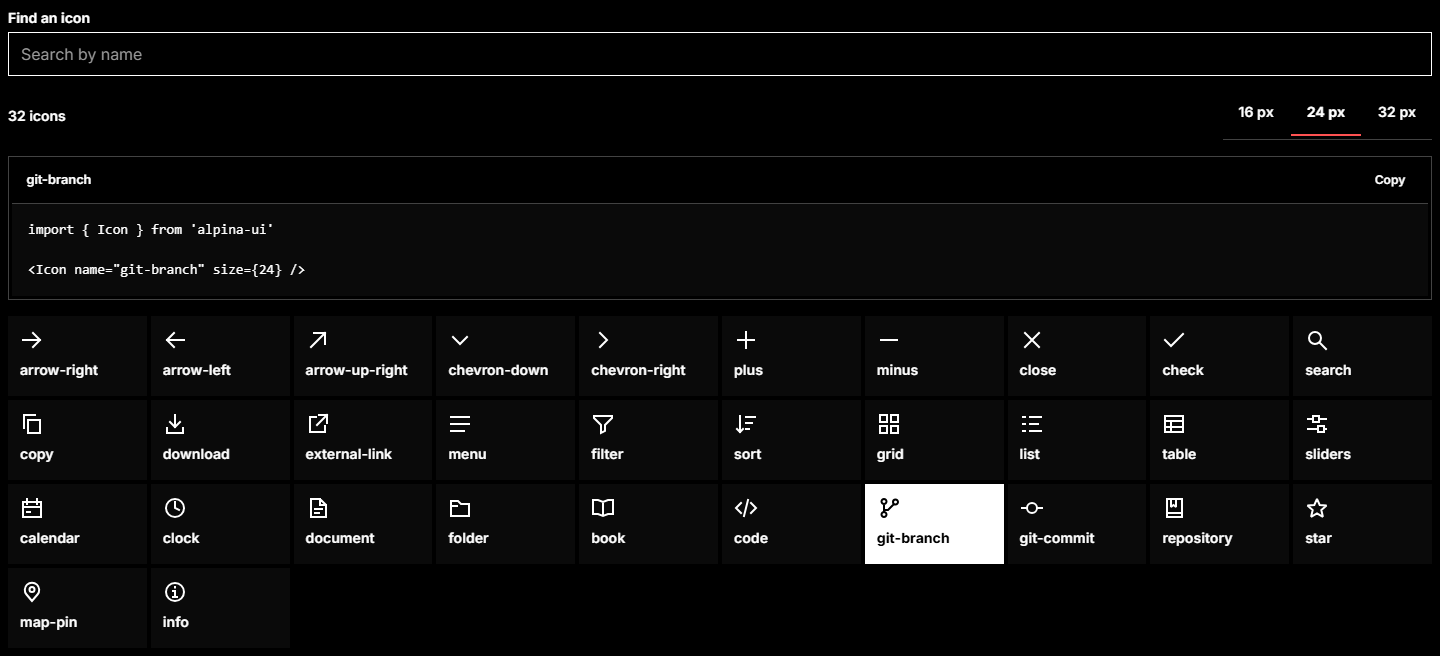 Find an icon
Search by name
32 icons
16 px 24 px 32 px
git-branch
Copy
import { Icon } from 'alpina-ui'
<Icon name="git-branch" size={24} />
arrow-right arrow-left arrow-up-right chevron-down chevron-right plus minus close check search
copy download external-link menu filter sort grid list table sliders
calendar clock document folder book code git-branch git-commit repository star
map-pin info